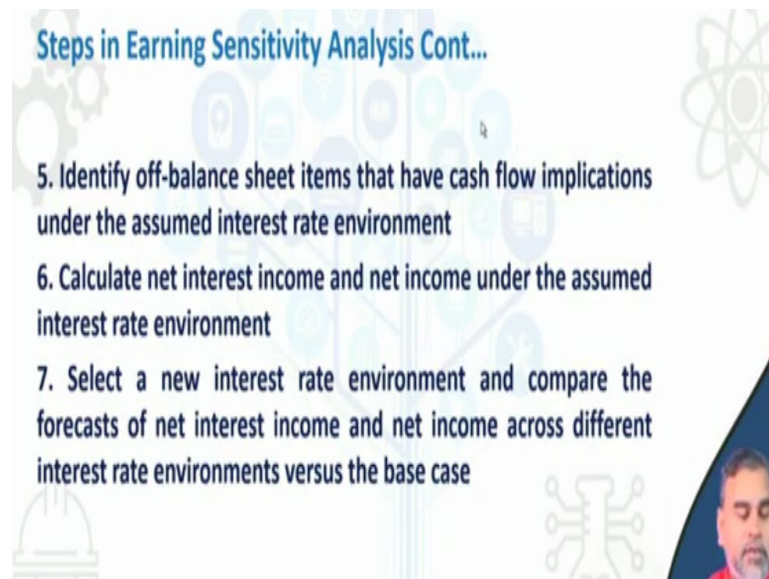 Steps in Earning Sensitivity Analysis Cont...
5. Identify off-balance sheet items that have cash flow implications
under the assumed interest rate environment
6. Calculate net interest income and net income under the assumed
interest rate environment
7. Select a new interest rate environment and compare the
forecasts of net interest income and net income across different
interest rate environments versus the base case